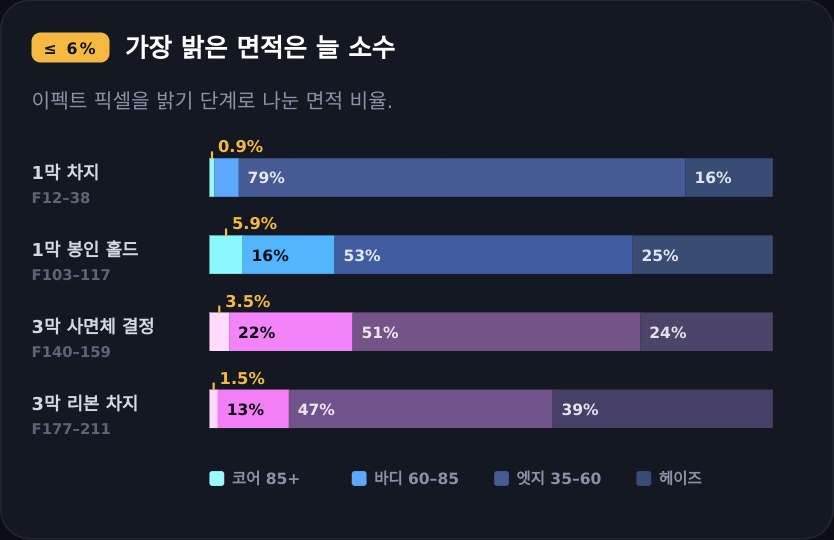 ≤ 6% 가장 밝은 면적은 늘 소수
이펙트 픽셀을 밝기 단계로 나눈 면적 비율.
0.9%
1막 차지 79% 16%
F12–38
5.9%
1막 봉인 홀드 16% 53% 25%
F103–117
3.5%
3막 사면체 결정 22% 51% 24%
F140–159
1.5%
3막 리본 차지 13% 47% 39%
F177–211
코어 85+ 바디 60–85 엣지 35–60 헤이즈